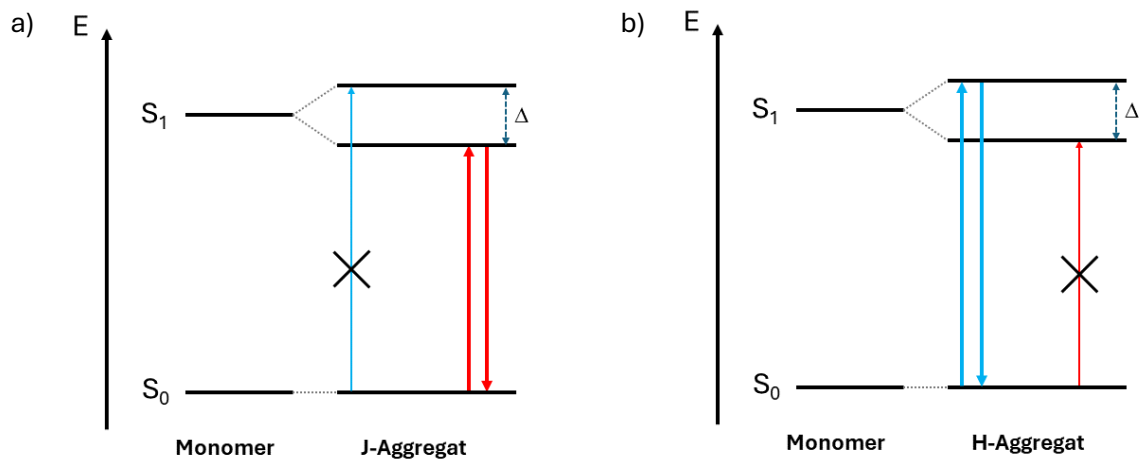 a)
E
S₁
Δ
S₀
Monomer
J-Aggregat
b)
E
S₁
Δ
S₀
Monomer
H-Aggregat